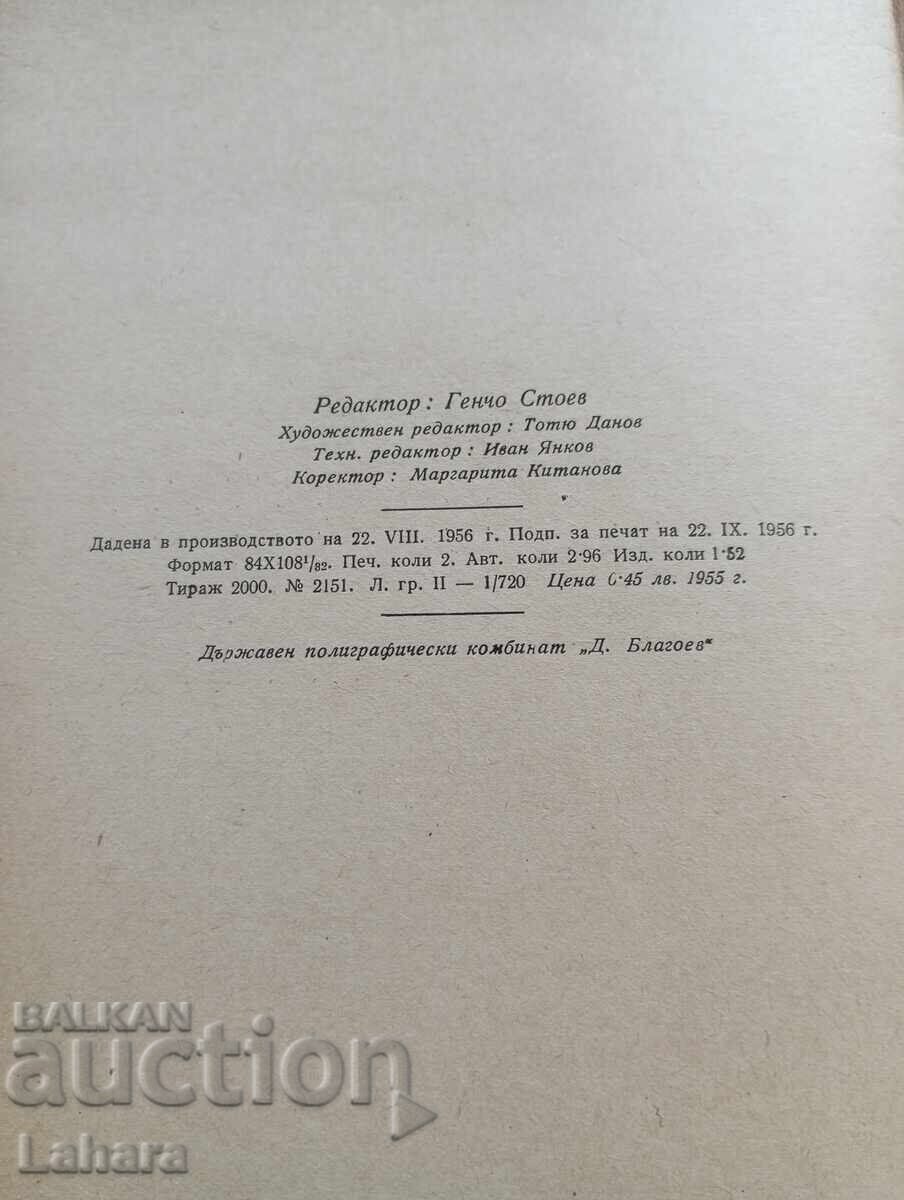 Редактор: Генчо Стоев
Художествен редактор: Тотю Данов
Техн. редактор: Иван Янков
Коректор: Маргарита Китанова
Дадена в производството на 22. VIII. 1956 г. Подп. за печат на 22. IX. 1956 г.
Формат 84X108¹/₈₂. Печ. коли 2. Авт. коли 2·96 Изд. коли 1·52
Тираж 2000. № 2151. Л. гр. II — 1/720 Цена 0·45 лв. 1955 г.
Държавен полиграфически комбинат „Д. Благоев"
BALKAN
auction
Lahara